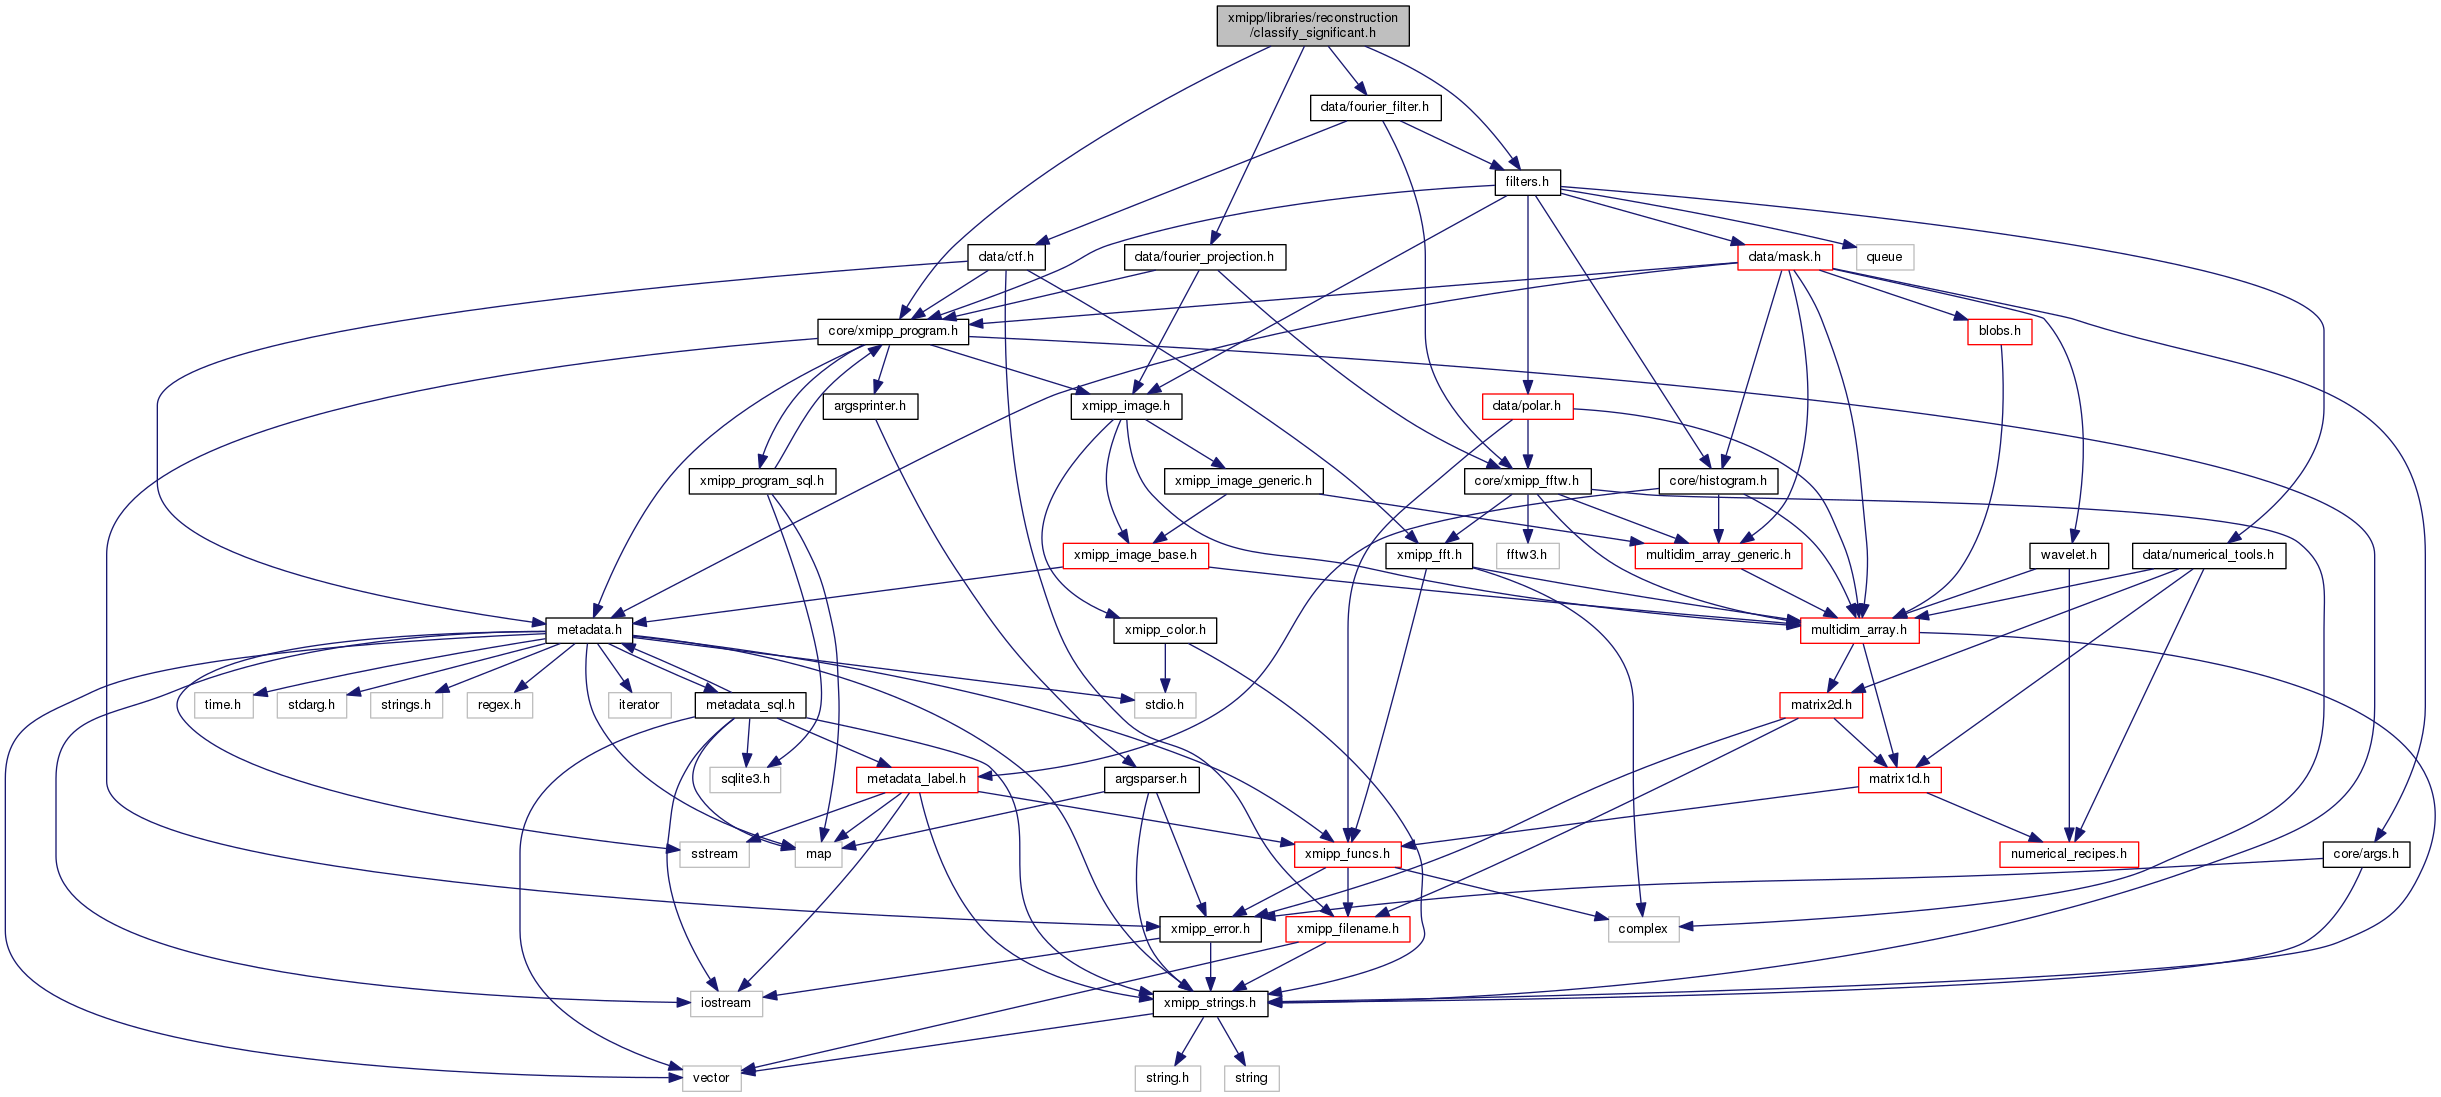 xmipp/libraries/reconstruction
/classify_significant.h
data/fourier_filter.h
filters.h
data/ctf.h
data/fourier_projection.h
data/mask.h
queue
core/xmipp_program.h
blobs.h
argsprinter.h
xmipp_image.h
data/polar.h
xmipp_program_sql.h
xmipp_image_generic.h
core/xmipp_fftw.h
core/histogram.h
xmipp_image_base.h
xmipp_fft.h
fftw3.h
multidim_array_generic.h
wavelet.h
data/numerical_tools.h
metadata.h
xmipp_color.h
multidim_array.h
time.h
stdarg.h
strings.h
regex.h
iterator
metadata_sql.h
stdio.h
matrix2d.h
sqlite3.h
metadata_label.h
argsparser.h
matrix1d.h
sstream
map
xmipp_funcs.h
numerical_recipes.h
core/args.h
xmipp_error.h
xmipp_filename.h
complex
iostream
xmipp_strings.h
vector
string.h
string